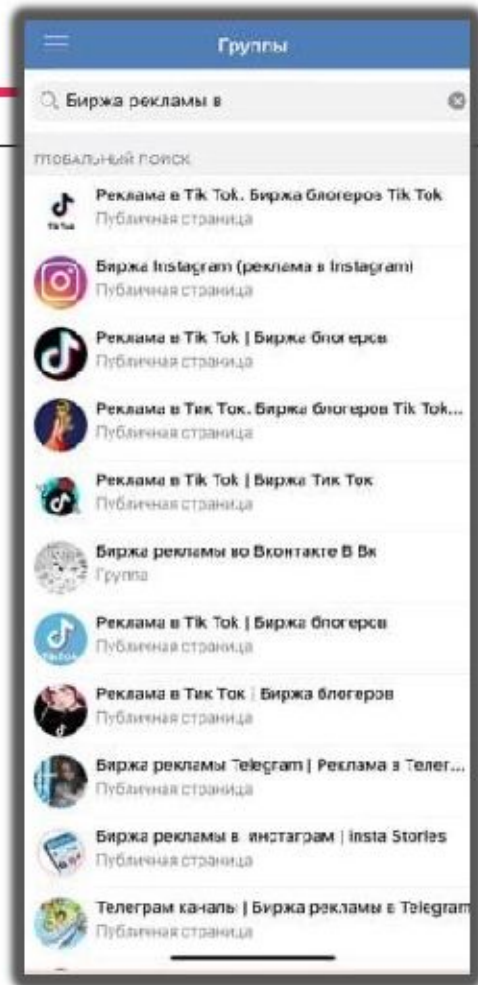 Группы
Биржа рекламы в
ГЛОБАЛЬНЫЙ ПОИСК
Реклама в Tik Tok. Биржа блогеров Tik Tok
Публичная страница
Биржа Instagram (реклама в Instagram)
Публичная страница
Реклама в Tik Tok | Биржа блогеров
Публичная страница
Реклама в Тик Ток. Биржа блогеров Tik Tok...
Публичная страница
Реклама в Tik Tok | Биржа Тик Ток
Публичная страница
Биржа рекламы во Вконтакте В Вк
Группа
Реклама в Tik Tok | Биржа блогеров
Публичная страница
Реклама в Тик Ток | Биржа блогеров
Публичная страница
Биржа рекламы Telegram | Реклама в Телег...
Публичная страница
Биржа рекламы в инстаграм | Insta Stories
Публичная страница
Телеграм каналы | Биржа рекламы в Telegram
Публичная страница